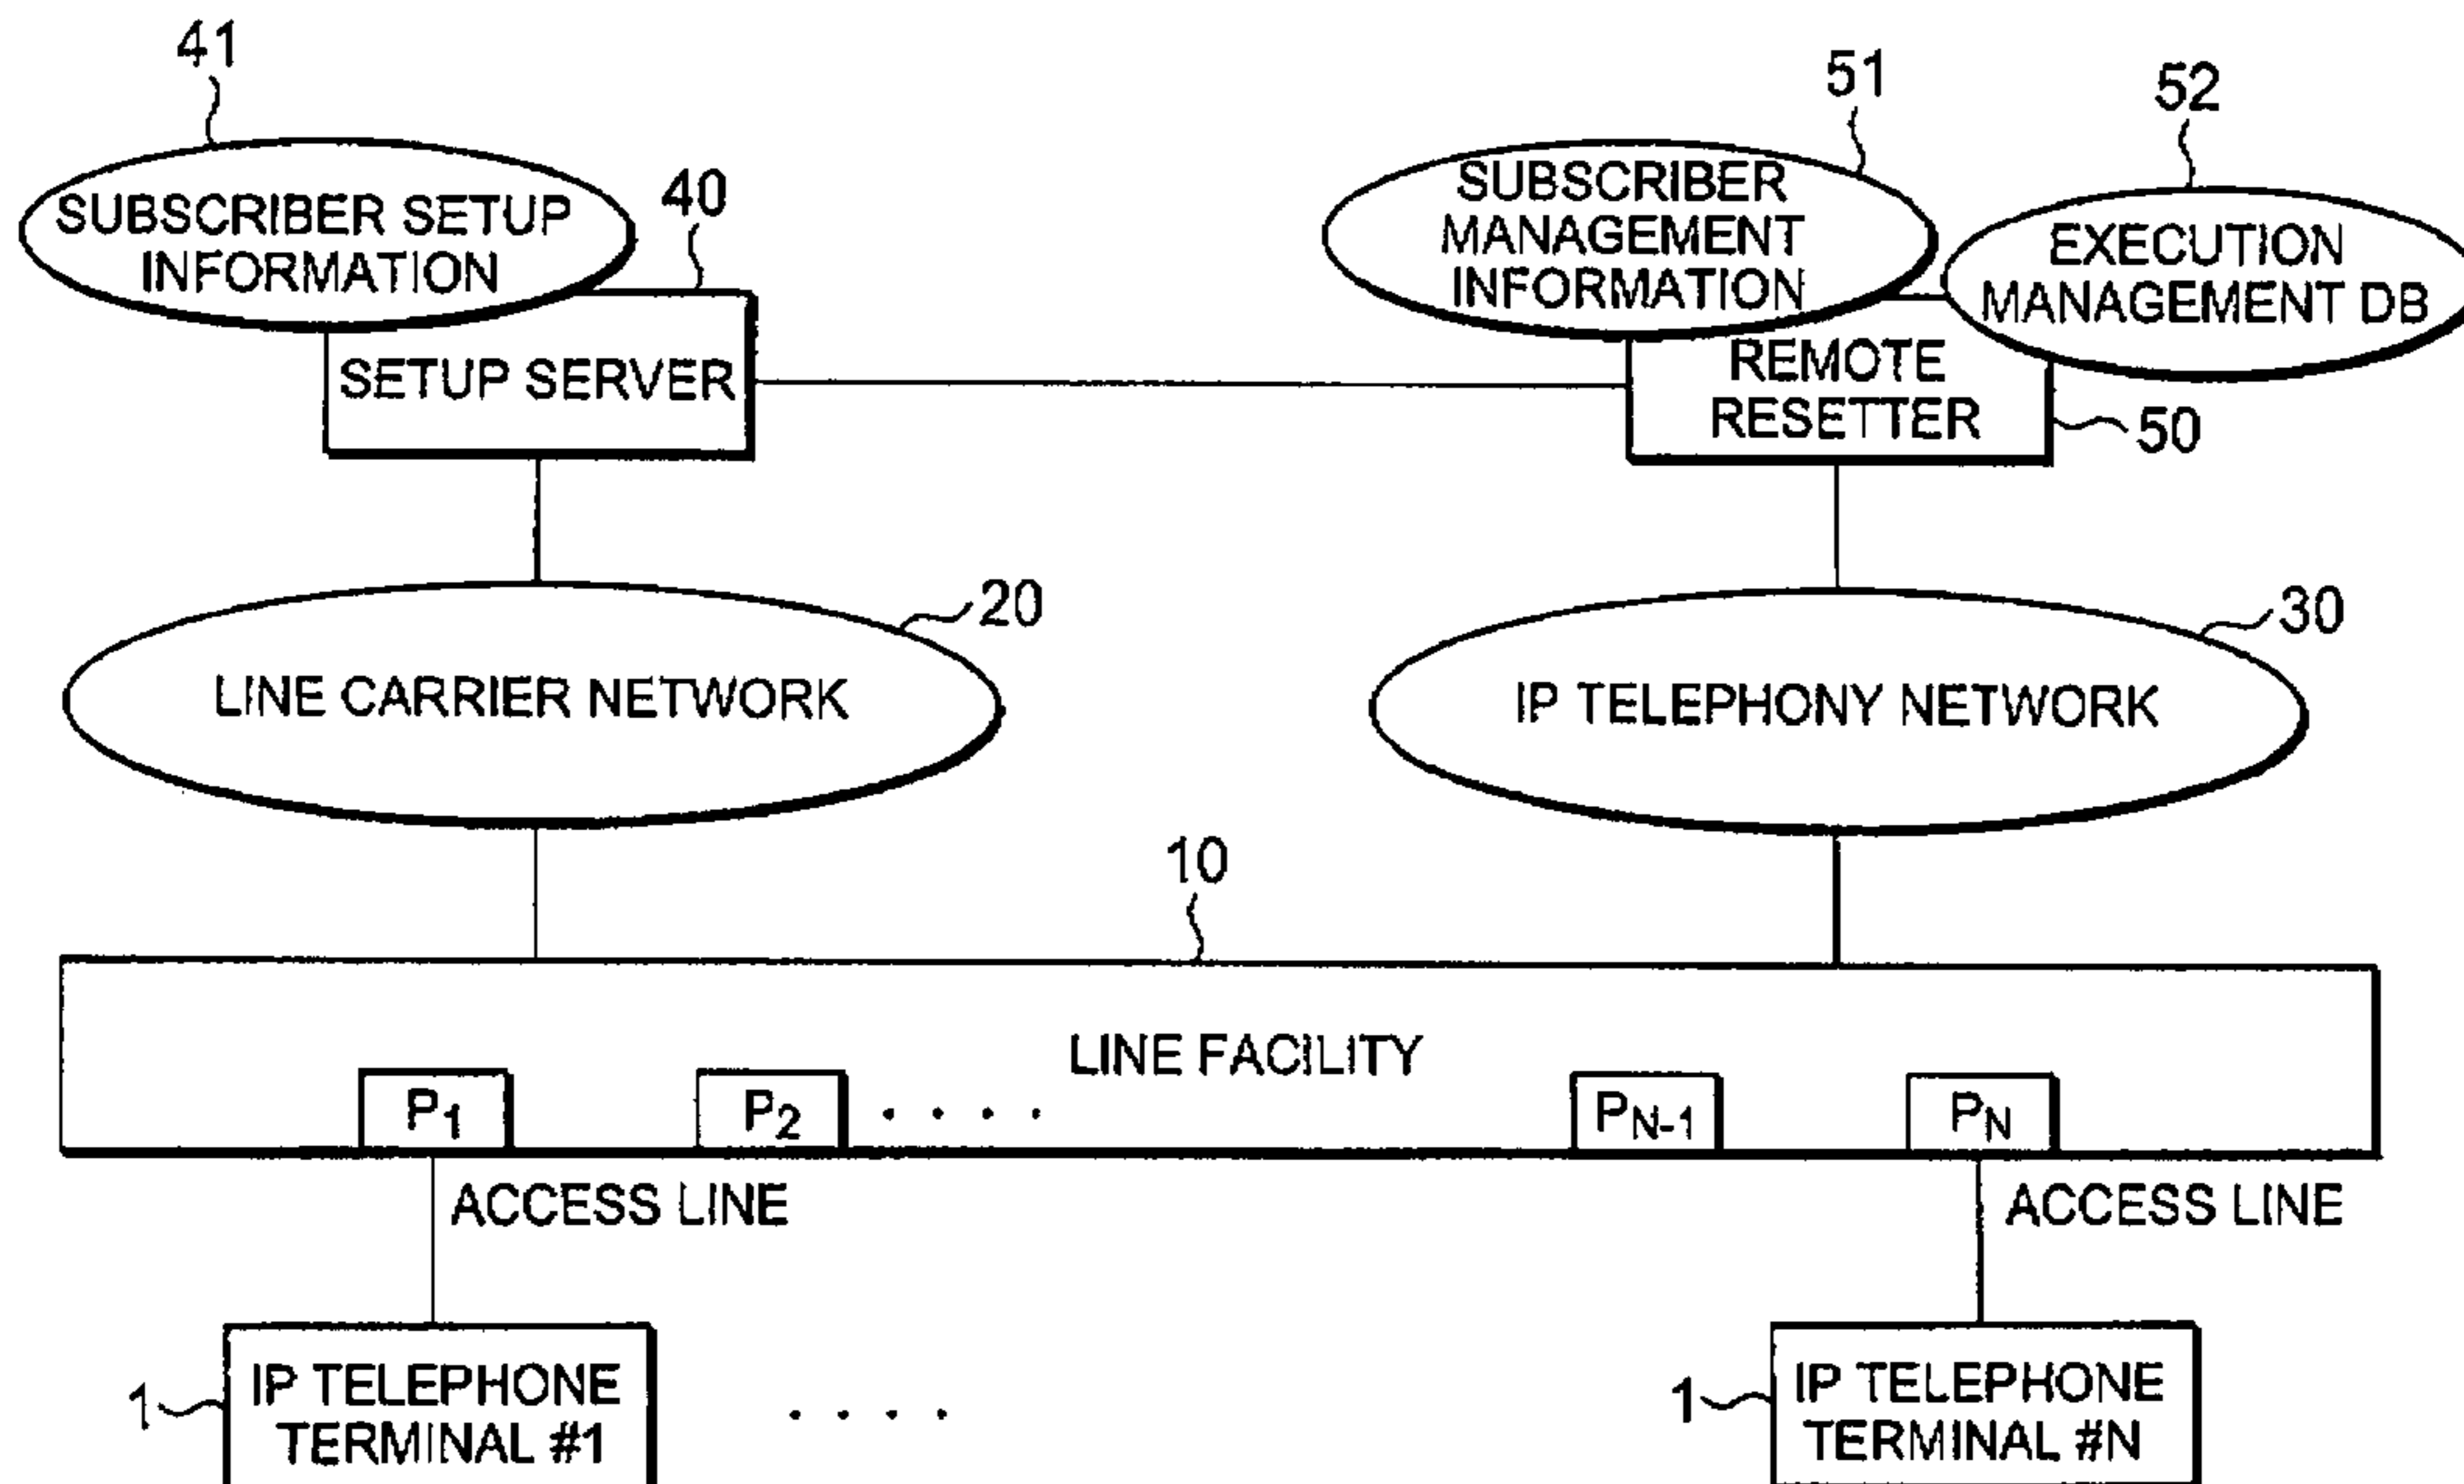 41
51
52
SUBSCRIBER SETUP
INFORMATION
40
SUBSCRIBER
MANAGEMENT
INFORMATION
EXECUTION
MANAGEMENT DB
SETUP SERVER
REMOTE
RESETTER
50
20
30
LINE CARRIER NETWORK
IP TELEPHONY NETWORK
10
LINE FACILITY
P1
P2
. . . .
PN-1
PN
ACCESS LINE
ACCESS LINE
1
IP TELEPHONE
TERMINAL #1
. . . .
1
IP TELEPHONE
TERMINAL #N